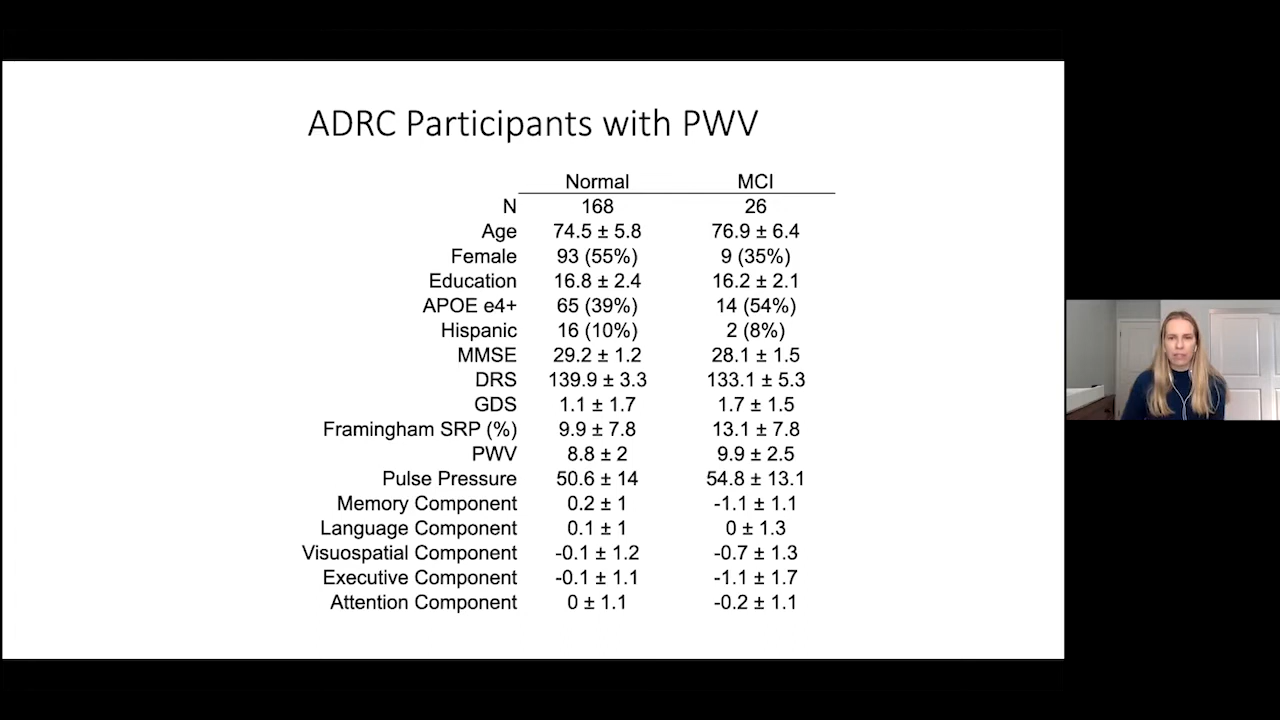 ADRC Participants with PWV
Normal MCI
N 168 26
Age 74.5 ± 5.8 76.9 ± 6.4
Female 93 (55%) 9 (35%)
Education 16.8 ± 2.4 16.2 ± 2.1
APOE e4+ 65 (39%) 14 (54%)
Hispanic 16 (10%) 2 (8%)
MMSE 29.2 ± 1.2 28.1 ± 1.5
DRS 139.9 ± 3.3 133.1 ± 5.3
GDS 1.1 ± 1.7 1.7 ± 1.5
Framingham SRP (%) 9.9 ± 7.8 13.1 ± 7.8
PWV 8.8 ± 2 9.9 ± 2.5
Pulse Pressure 50.6 ± 14 54.8 ± 13.1
Memory Component 0.2 ± 1 -1.1 ± 1.1
Language Component 0.1 ± 1 0 ± 1.3
Visuospatial Component -0.1 ± 1.2 -0.7 ± 1.3
Executive Component -0.1 ± 1.1 -1.1 ± 1.7
Attention Component 0 ± 1.1 -0.2 ± 1.1